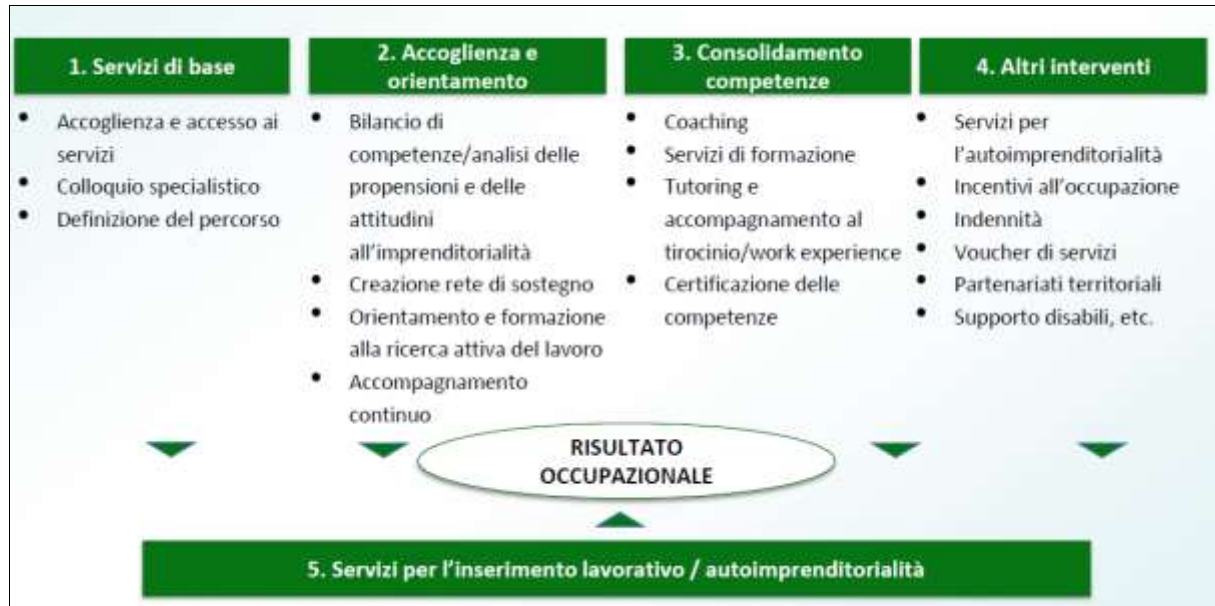 1. Servizi di base
• Accoglienza e accesso ai
servizi
• Colloquio specialistico
• Definizione del percorso
2. Accoglienza e
orientamento
• Bilancio di
competenze/analisi delle
propensioni e delle
attitudini
all’imprenditorialità
• Creazione rete di sostegno
• Orientamento e formazione
alla ricerca attiva del lavoro
• Accompagnamento
continuo
3. Consolidamento
competenze
• Coaching
• Servizi di formazione
• Tutoring e
accompagnamento al
tirocinio/work experience
• Certificazione delle
competenze
4. Altri interventi
• Servizi per
l’autoimprenditorialità
• Incentivi all’occupazione
• Indennità
• Voucher di servizi
• Partenariati territoriali
• Supporto disabili, etc.
RISULTATO
OCCUPAZIONALE
5. Servizi per l’inserimento lavorativo / autoimprenditorialità